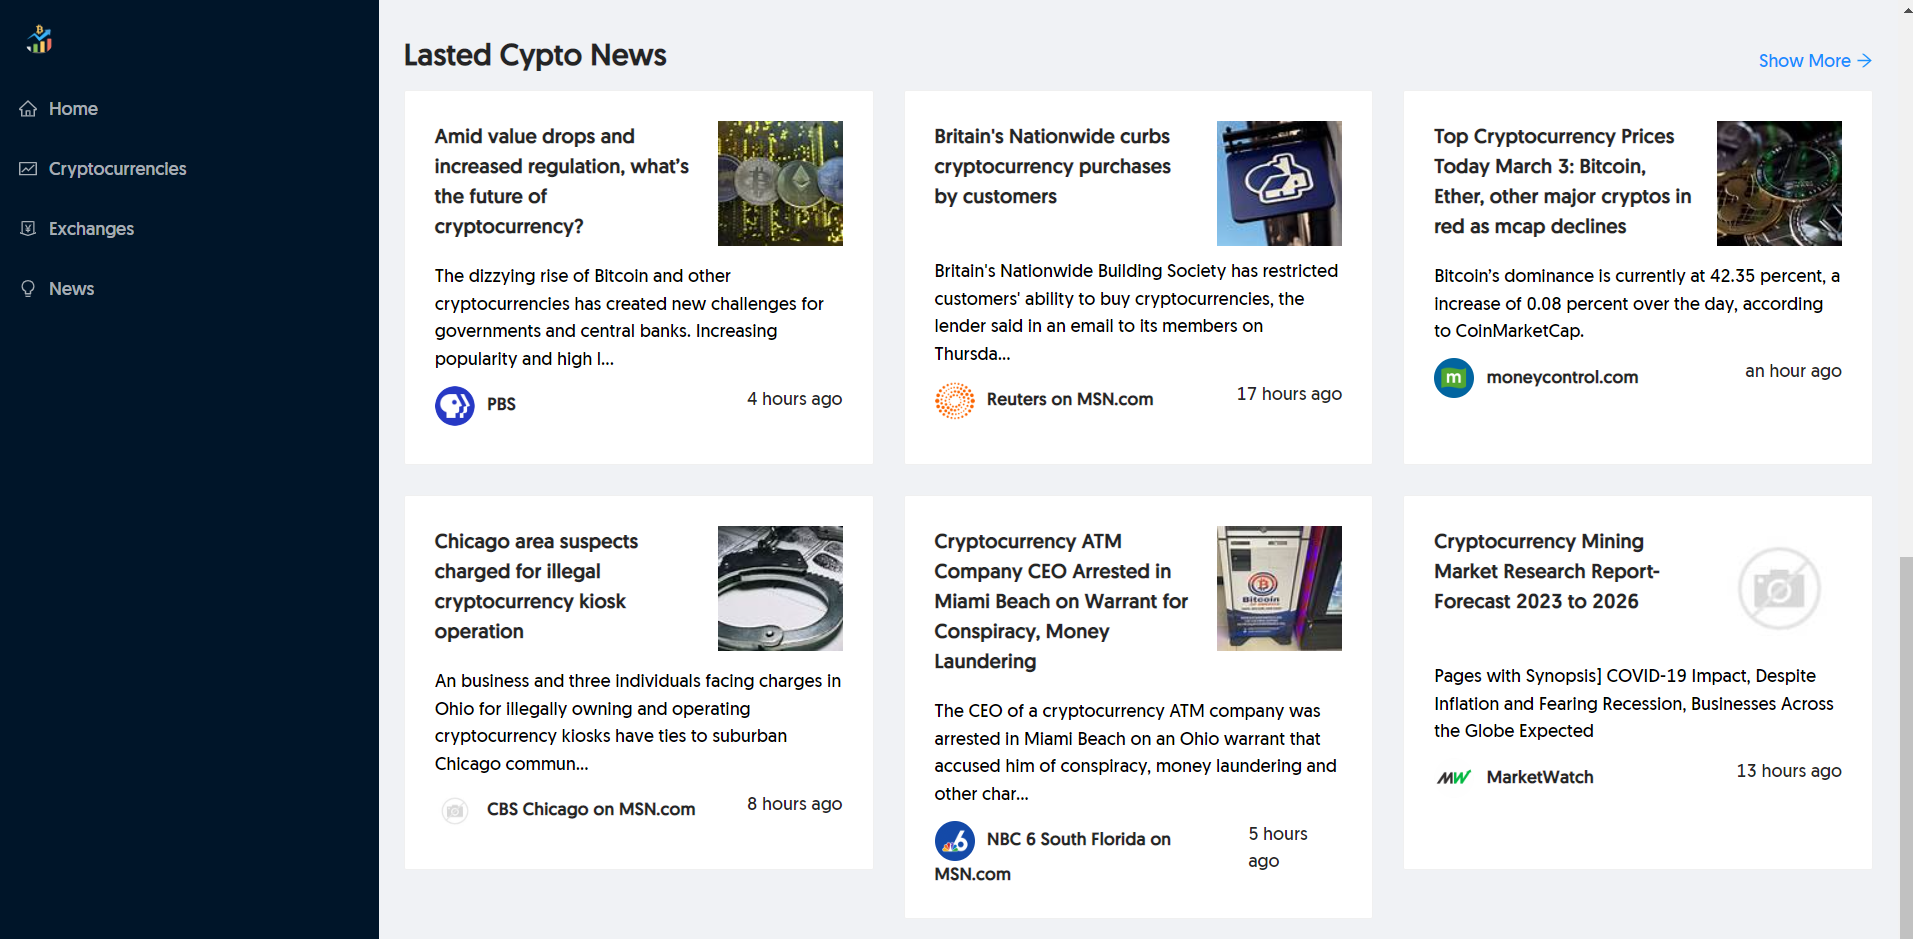 Home
Cryptocurrencies
Exchanges
News
Lasted Cypto News
Show More →
Amid value drops and
increased regulation, what’s
the future of
cryptocurrency?
The dizzying rise of Bitcoin and other
cryptocurrencies has created new challenges for
governments and central banks. Increasing
popularity and high l...
PBS
4 hours ago
Britain's Nationwide curbs
cryptocurrency purchases
by customers
Britain's Nationwide Building Society has restricted
customers' ability to buy cryptocurrencies, the
lender said in an email to its members on
Thursda...
Reuters on MSN.com
17 hours ago
Top Cryptocurrency Prices
Today March 3: Bitcoin,
Ether, other major cryptos in
red as mcap declines
Bitcoin’s dominance is currently at 42.35 percent, a
increase of 0.08 percent over the day, according
to CoinMarketCap.
m
moneycontrol.com
an hour ago
Chicago area suspects
charged for illegal
cryptocurrency kiosk
operation
An business and three individuals facing charges in
Ohio for illegally owning and operating
cryptocurrency kiosks have ties to suburban
Chicago commun...
CBS Chicago on MSN.com
8 hours ago
Cryptocurrency ATM
Company CEO Arrested in
Miami Beach on Warrant for
Conspiracy, Money
Laundering
Bitcoin
The CEO of a cryptocurrency ATM company was
arrested in Miami Beach on an Ohio warrant that
accused him of conspiracy, money laundering and
other char...
6
NBC 6 South Florida on
MSN.com
5 hours
ago
Cryptocurrency Mining
Market Research Report-
Forecast 2023 to 2026
Pages with Synopsis] COVID-19 Impact, Despite
Inflation and Fearing Recession, Businesses Across
the Globe Expected
MW
MarketWatch
13 hours ago